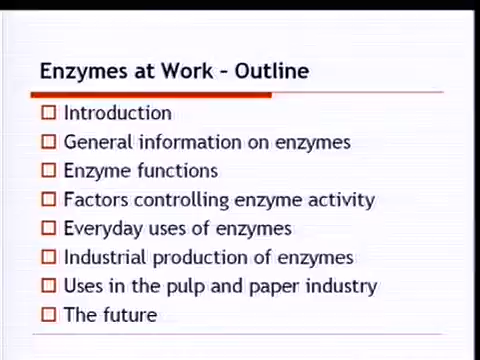 Enzymes at Work – Outline
Introduction
General information on enzymes
Enzyme functions
Factors controlling enzyme activity
Everyday uses of enzymes
Industrial production of enzymes
Uses in the pulp and paper industry
The future